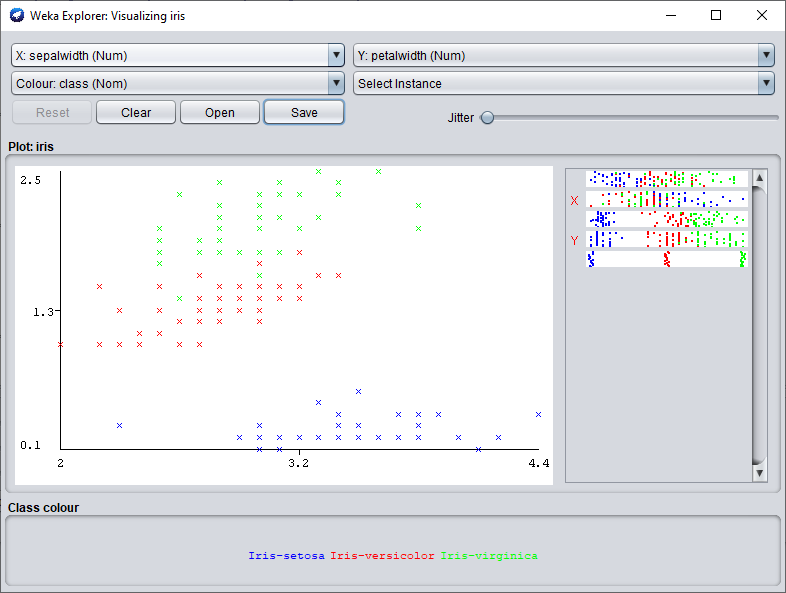 Weka Explorer: Visualizing iris
X: sepalwidth (Num) Y: petalwidth (Num)
Colour: class (Nom) Select Instance
Reset Clear Open Save Jitter
Plot: iris
2.5
X
Y
1.3
0.1
2 3.2 4.4
Class colour
Iris-setosa Iris-versicolor Iris-virginica